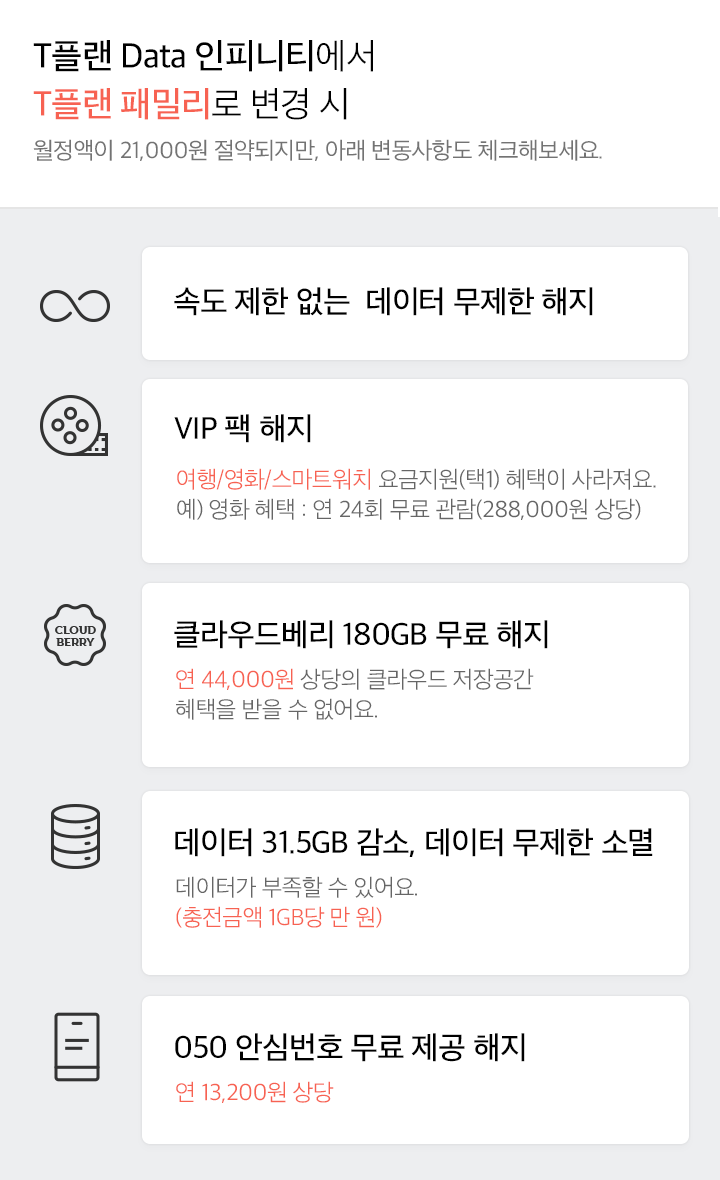 T플랜 Data 인피니티에서
T플랜 패밀리로 변경 시
월정액이 21,000원 절약되지만, 아래 변동사항도 체크해보세요.
속도 제한 없는 데이터 무제한 해지
VIP 팩 해지
여행/영화/스마트워치 요금지원(택1) 혜택이 사라져요.
예) 영화 혜택 : 연 24회 무료 관람(288,000원 상당)
CLOUD
BERRY
클라우드베리 180GB 무료 해지
연 44,000원 상당의 클라우드 저장공간
혜택을 받을 수 없어요.
데이터 31.5GB 감소, 데이터 무제한 소멸
데이터가 부족할 수 있어요.
(충전금액 1GB당 만 원)
050 안심번호 무료 제공 해지
연 13,200원 상당